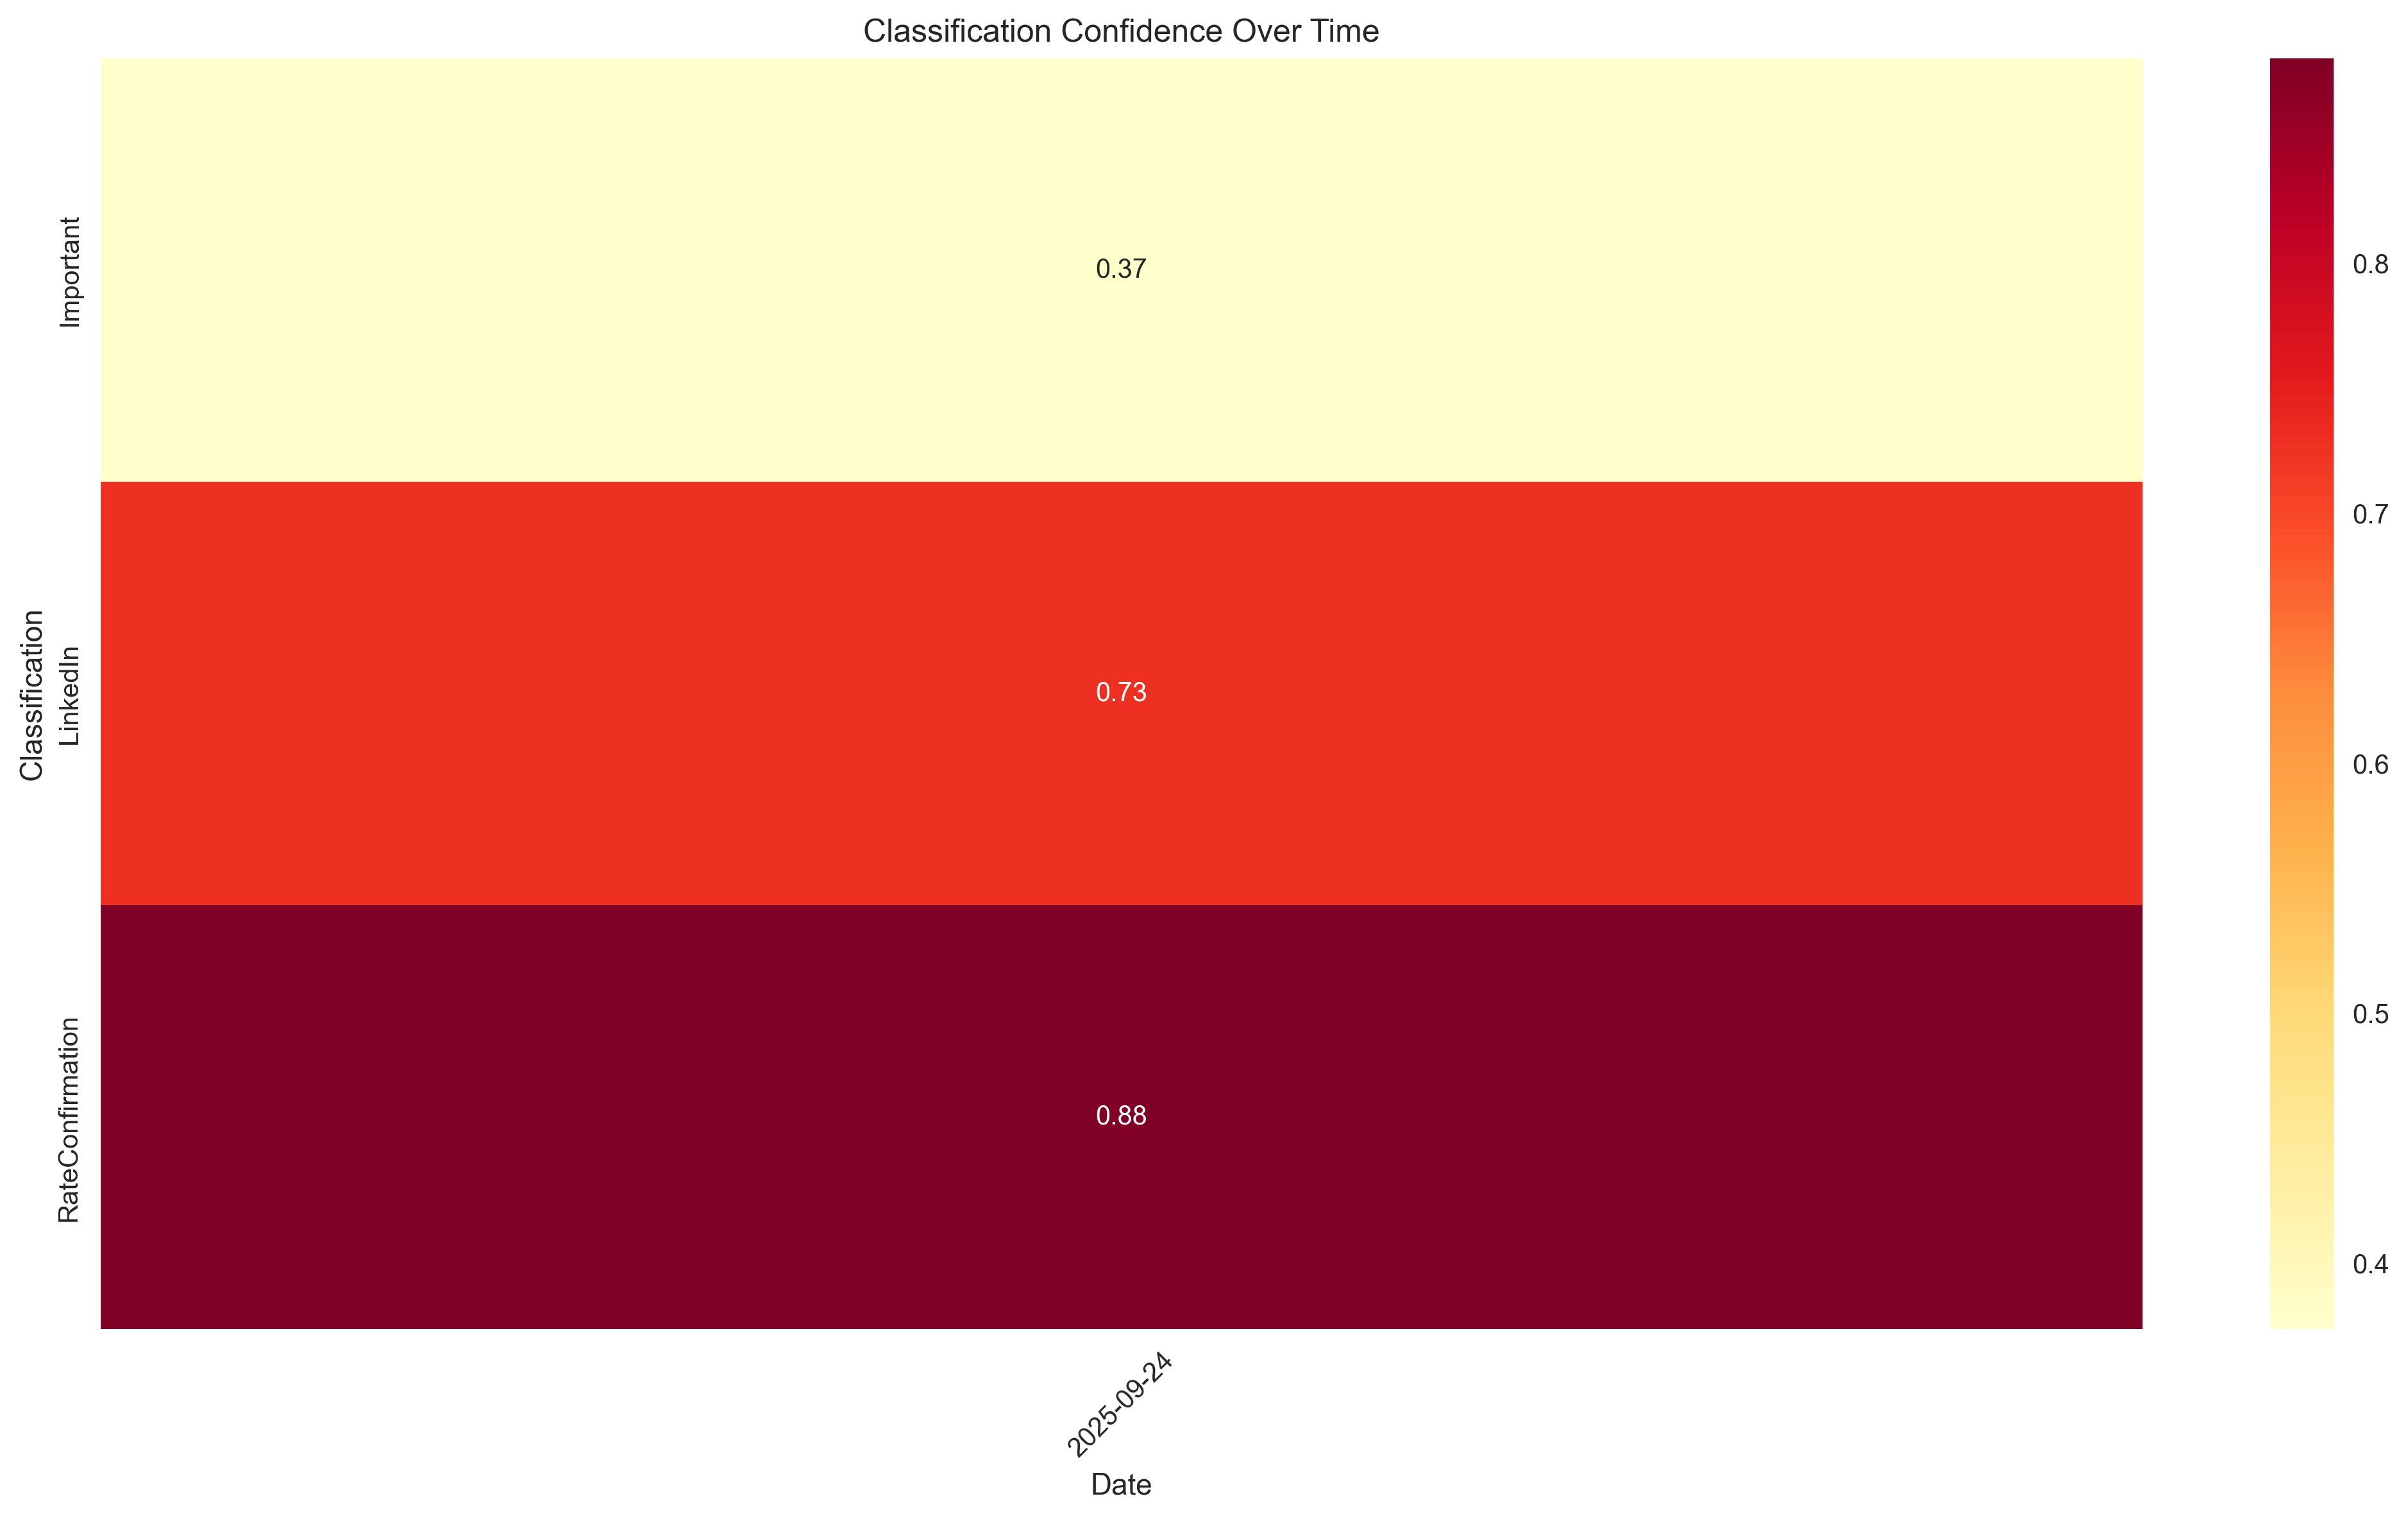 Classification Confidence Over Time
Classification
Important
LinkedIn
RateConfirmation
0.37
0.73
0.88
2025-09-24
Date
0.8
0.7
0.6
0.5
0.4